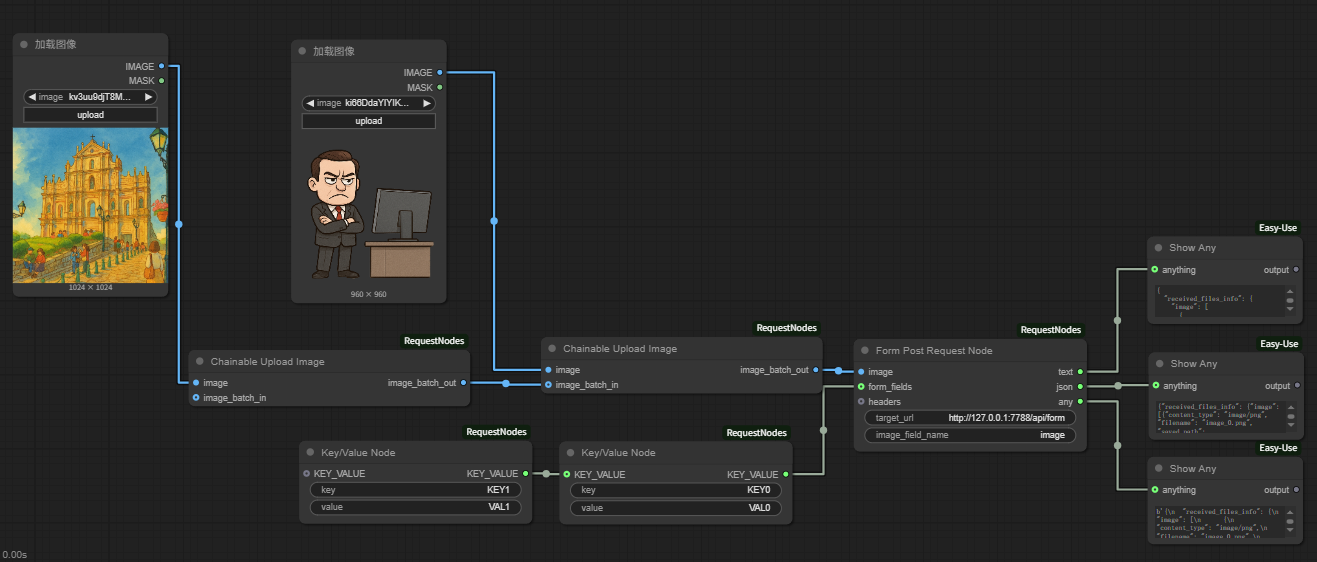 加载图像
IMAGE
MASK
image kv3uu9djT8M...
upload
1024 × 1024
加载图像
IMAGE
MASK
image ki66DdaYIYIK...
upload
960 × 960
RequestNodes
Chainable Upload Image
image image_batch_out
image_batch_in
RequestNodes
Chainable Upload Image
image image_batch_out
image_batch_in
RequestNodes
Key/Value Node
KEY_VALUE KEY_VALUE
key KEY1
value VAL1
RequestNodes
Key/Value Node
KEY_VALUE KEY_VALUE
key KEY0
value VAL0
RequestNodes
Form Post Request Node
image text
form_fields json
headers any
target_url http://127.0.0.1:7788/api/form
image_field_name image
Easy-Use
Show Any
anything output
{
"received_files_info": {
"image": [
{
Easy-Use
Show Any
anything output
{"received_files_info": {"image":
[{"content_type": "image/png",
"filename": "image_0.png",
"saved_path":
Easy-Use
Show Any
anything output
b'{\n "received_files_info": {\n
"image": [\n {\n
"content_type": "image/png",\n
"filename": "image_0.png",\n
0.00s